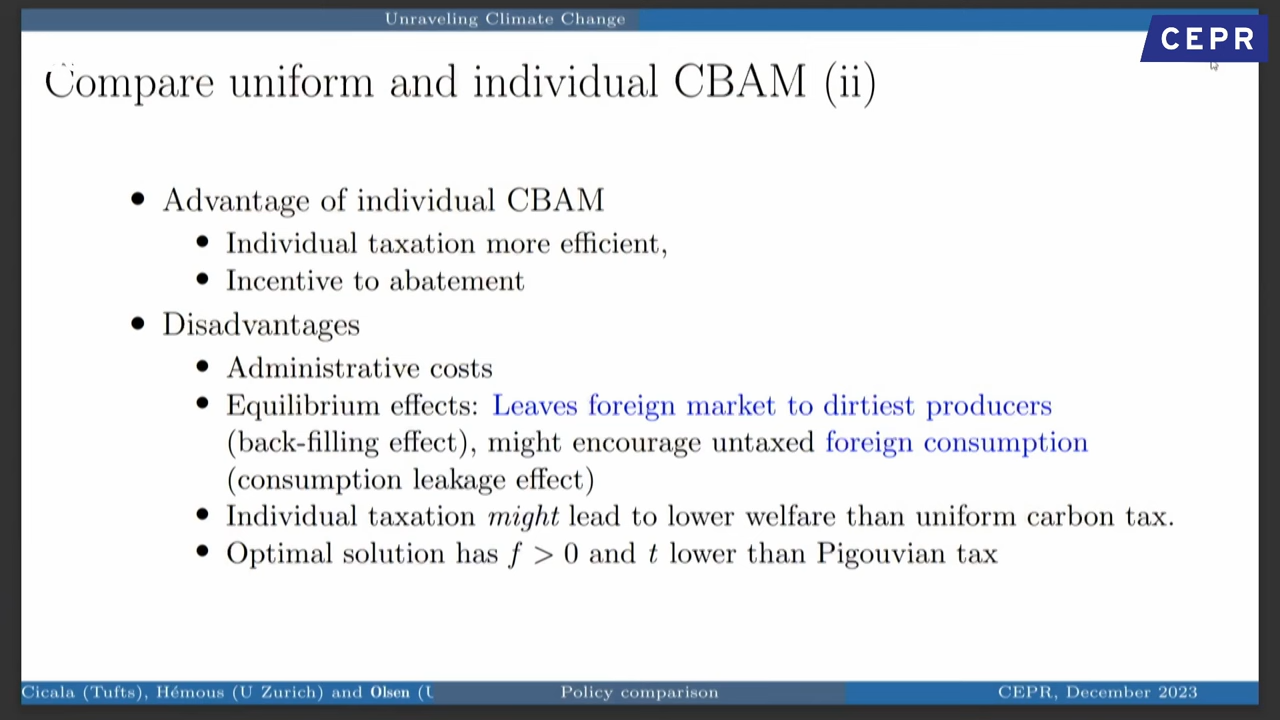 Unraveling Climate Change
CEPR
Compare uniform and individual CBAM (ii)
• Advantage of individual CBAM
• Individual taxation more efficient,
• Incentive to abatement
• Disadvantages
• Administrative costs
• Equilibrium effects: Leaves foreign market to dirtiest producers
(back-filling effect), might encourage untaxed foreign consumption
(consumption leakage effect)
• Individual taxation might lead to lower welfare than uniform carbon tax.
• Optimal solution has f > 0 and t lower than Pigouvian tax
Cicala (Tufts), Hémous (U Zurich) and Olsen (U
Policy comparison
CEPR, December 2023